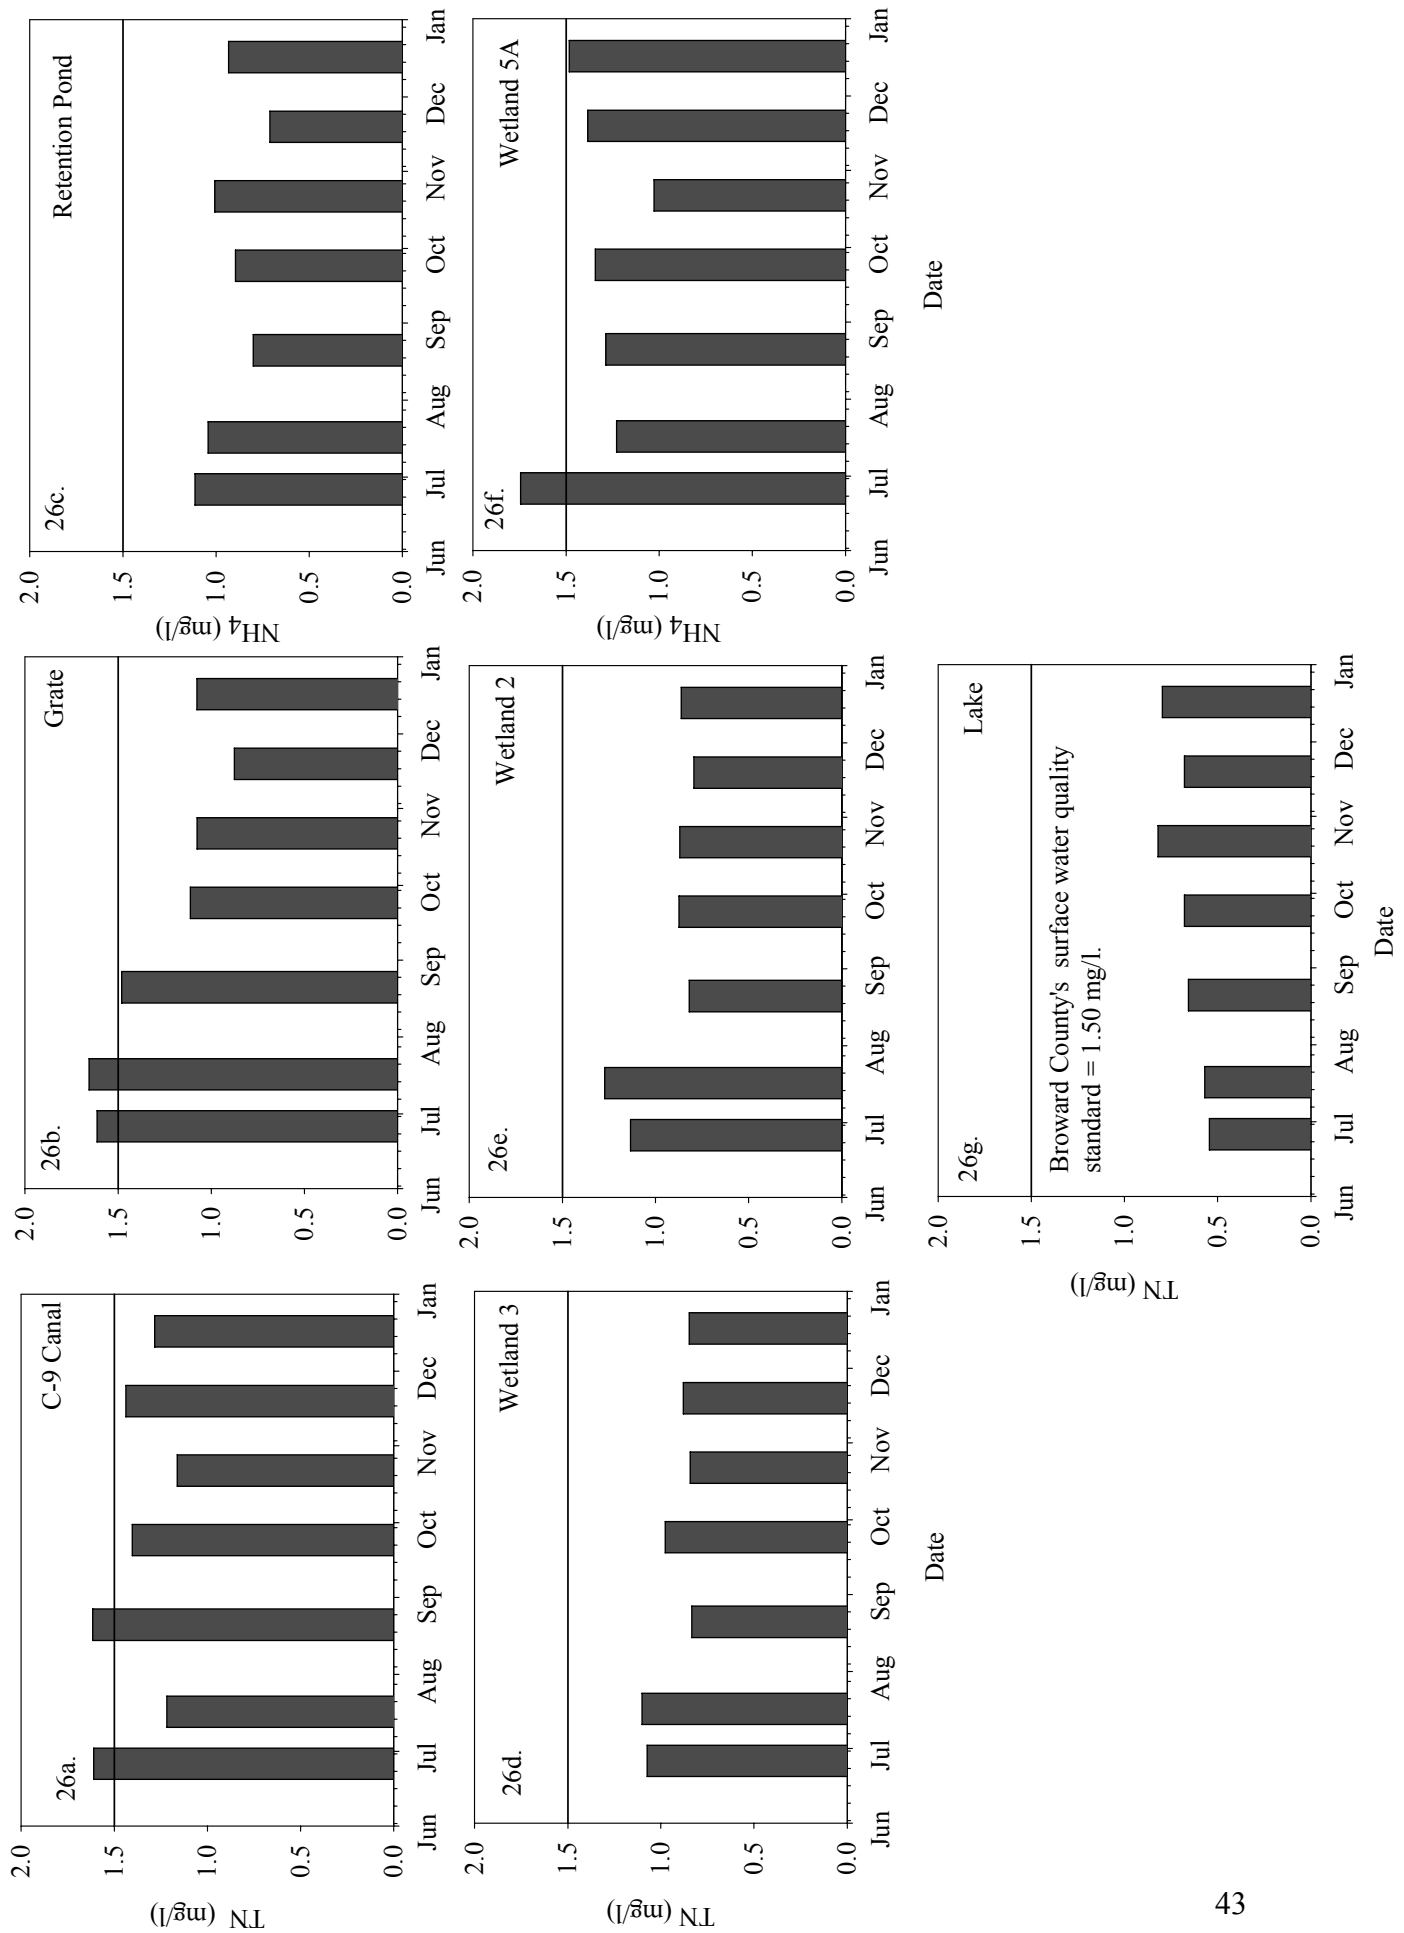 26a.
C-9 Canal
TN (mg/l)
2.0
1.5
1.0
0.5
0.0
Jun Jul Aug Sep Oct Nov Dec Jan
26b.
Grate
2.0
1.5
1.0
0.5
0.0
Jun Jul Aug Sep Oct Nov Dec Jan
26c.
Retention Pond
NH4 (mg/l)
2.0
1.5
1.0
0.5
0.0
Jun Jul Aug Sep Oct Nov Dec Jan
26d.
Wetland 3
TN (mg/l)
2.0
1.5
1.0
0.5
0.0
Jun Jul Aug Sep Oct Nov Dec Jan
Date
26e.
Wetland 2
2.0
1.5
1.0
0.5
0.0
Jun Jul Aug Sep Oct Nov Dec Jan
26f.
Wetland 5A
NH4 (mg/l)
2.0
1.5
1.0
0.5
0.0
Jun Jul Aug Sep Oct Nov Dec Jan
Date
26g.
Lake
Broward County's surface water quality
standard = 1.50 mg/l.
TN (mg/l)
2.0
1.5
1.0
0.5
0.0
Jun Jul Aug Sep Oct Nov Dec Jan
Date
43